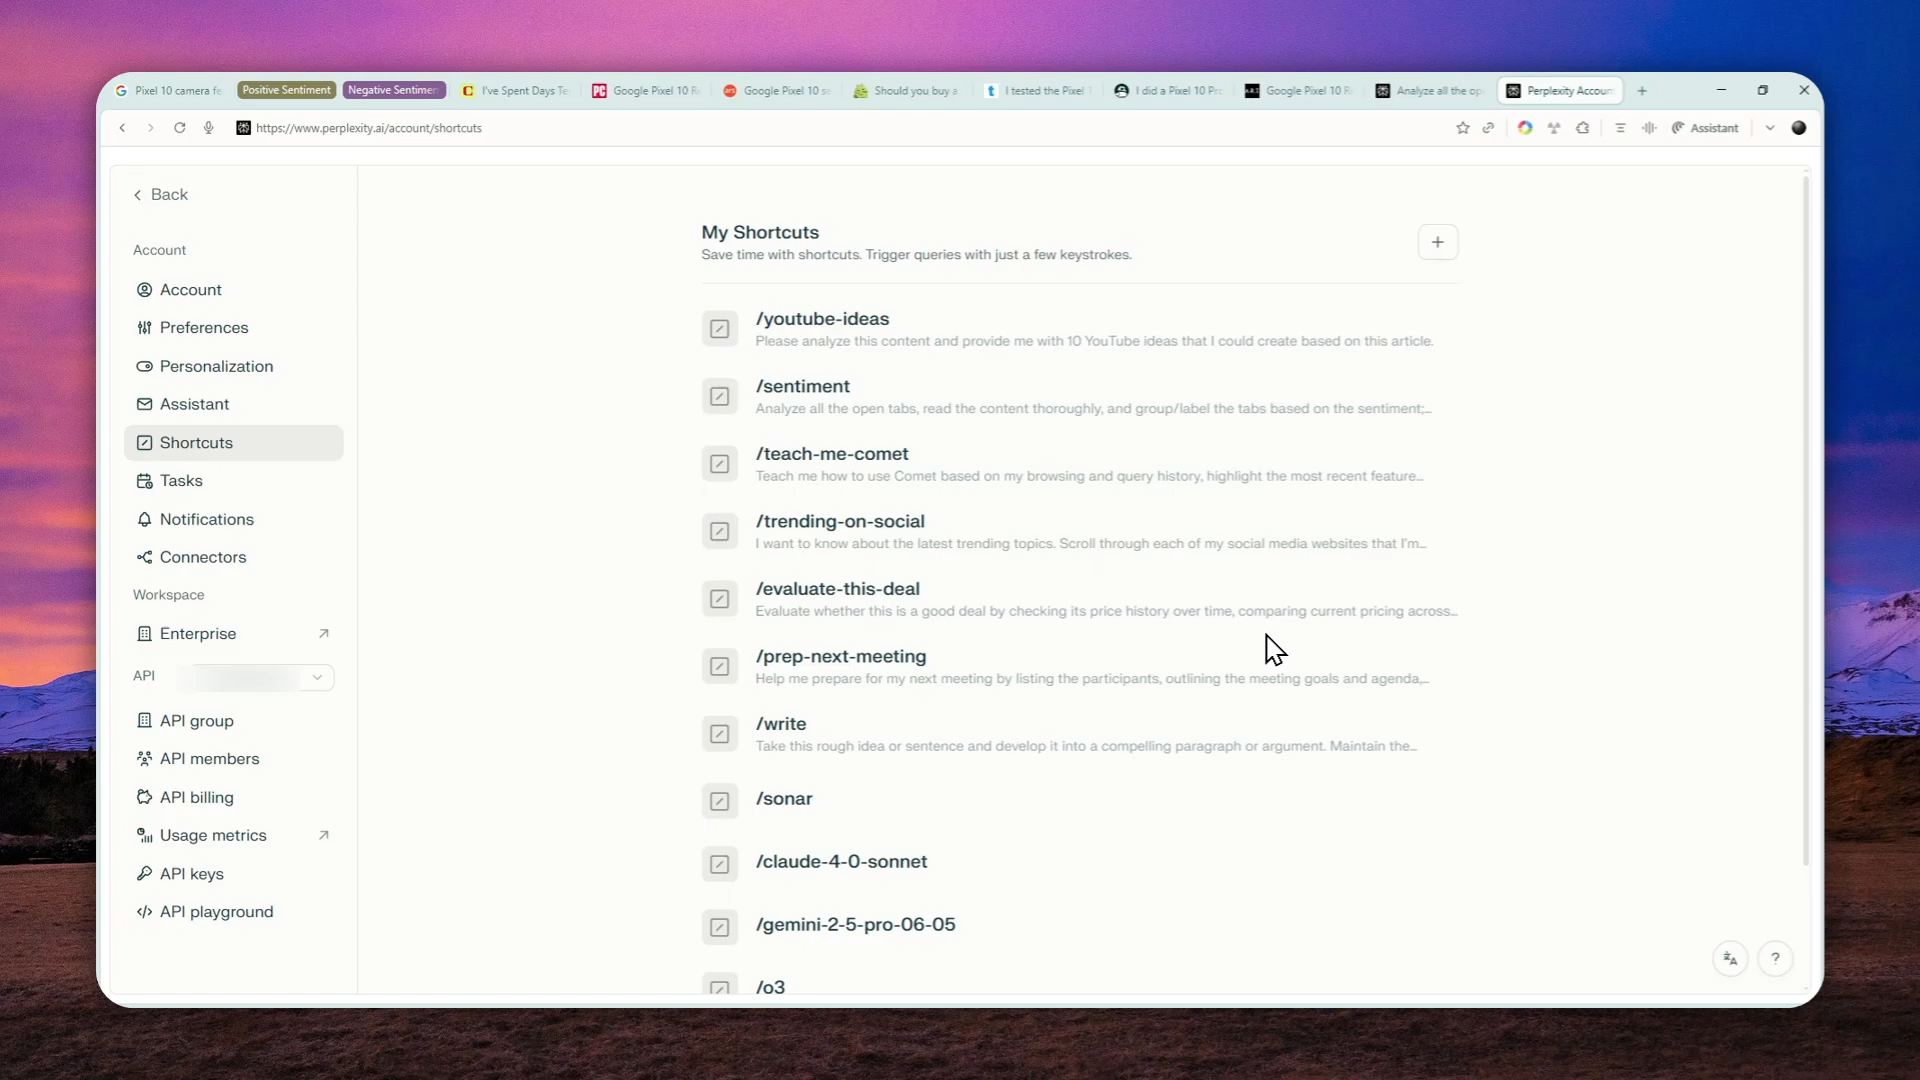 Pixel 10 camera fe
Positive Sentiment
Negative Sentimen
I've Spent Days Te
Google Pixel 10 R
Google Pixel 10 se
Should you buy a
I tested the Pixel
I did a Pixel 10 Pro
Google Pixel 10 R
Analyze all the op
Perplexity Accoun
https://www.perplexity.ai/account/shortcuts
Assistant
Back
Account
Account
Preferences
Personalization
Assistant
Shortcuts
Tasks
Notifications
Connectors
Workspace
Enterprise
API
API group
API members
API billing
Usage metrics
API keys
API playground
My Shortcuts
Save time with shortcuts. Trigger queries with just a few keystrokes.
/youtube-ideas
Please analyze this content and provide me with 10 YouTube ideas that I could create based on this article.
/sentiment
Analyze all the open tabs, read the content thoroughly, and group/label the tabs based on the sentiment;...
/teach-me-comet
Teach me how to use Comet based on my browsing and query history, highlight the most recent feature...
/trending-on-social
I want to know about the latest trending topics. Scroll through each of my social media websites that I'm...
/evaluate-this-deal
Evaluate whether this is a good deal by checking its price history over time, comparing current pricing across...
/prep-next-meeting
Help me prepare for my next meeting by listing the participants, outlining the meeting goals and agenda,...
/write
Take this rough idea or sentence and develop it into a compelling paragraph or argument. Maintain the...
/sonar
/claude-4-0-sonnet
/gemini-2-5-pro-06-05
/o3
?